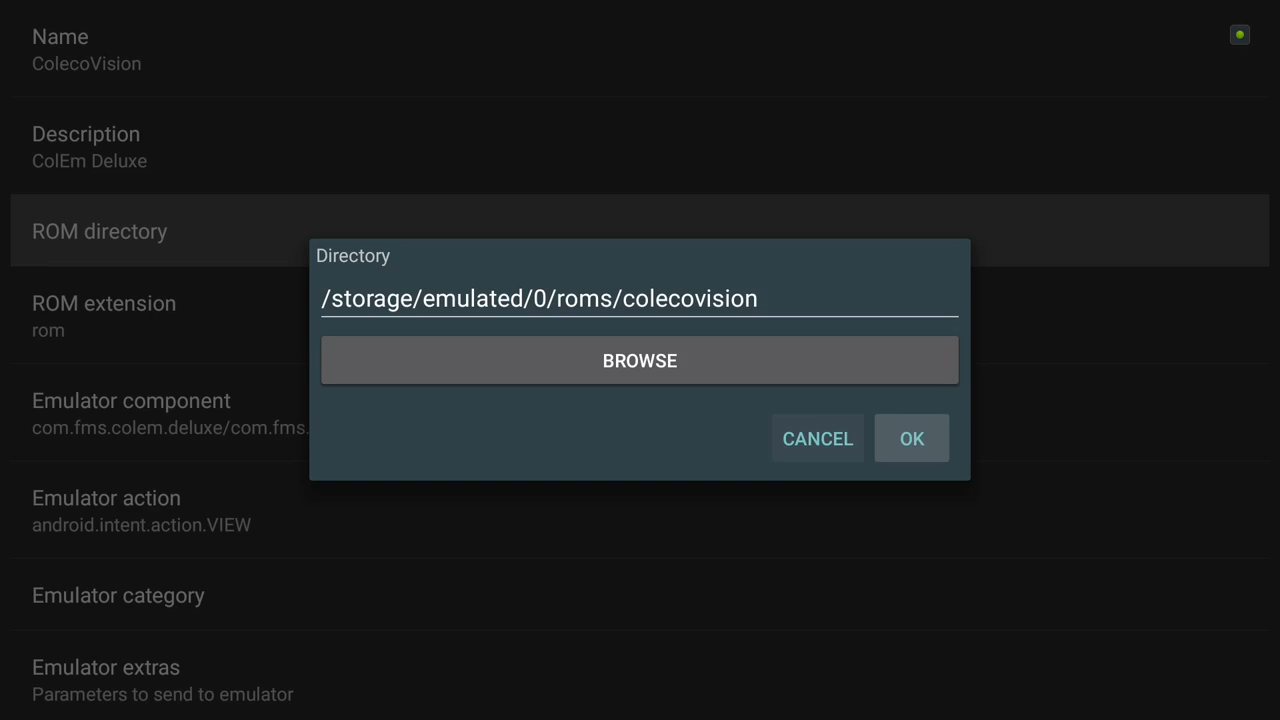 Name
ColecoVision
Description
ColEm Deluxe
ROM directory
Directory
/storage/emulated/0/roms/colecovision
BROWSE
CANCEL
OK
ROM extension
rom
Emulator component
com.fms.colem.deluxe/com.fms.
Emulator action
android.intent.action.VIEW
Emulator category
Emulator extras
Parameters to send to emulator